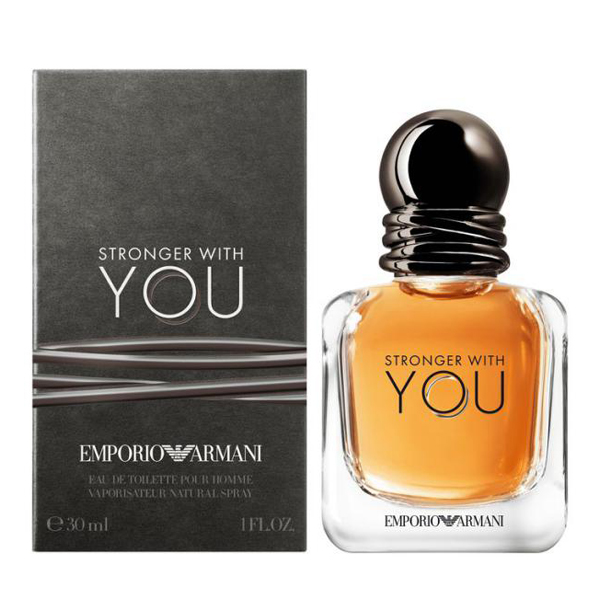 STRONGER WITH
YOU
EMPORIO ARMANI
EAU DE TOILETTE POUR HOMME
VAPORISATEUR NATURAL SPRAY
℮ 30 ml 1 FL.OZ.
STRONGER WITH
YOU
EMPORIO ARMANI